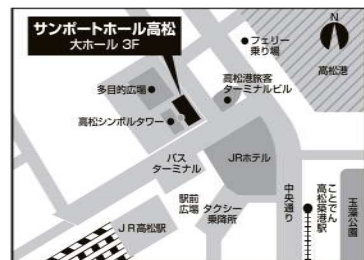 サンポートホール高松
大ホール 3F
N
フェリー
乗り場
高松港
多目的広場
高松港旅客
ターミナルビル
高松シンボルタワー
バス
ターミナル
JRホテル
駅前
広場
タクシー
乗降所
中央通り
ことでん
高松築港駅
玉藻公園
JR高松駅